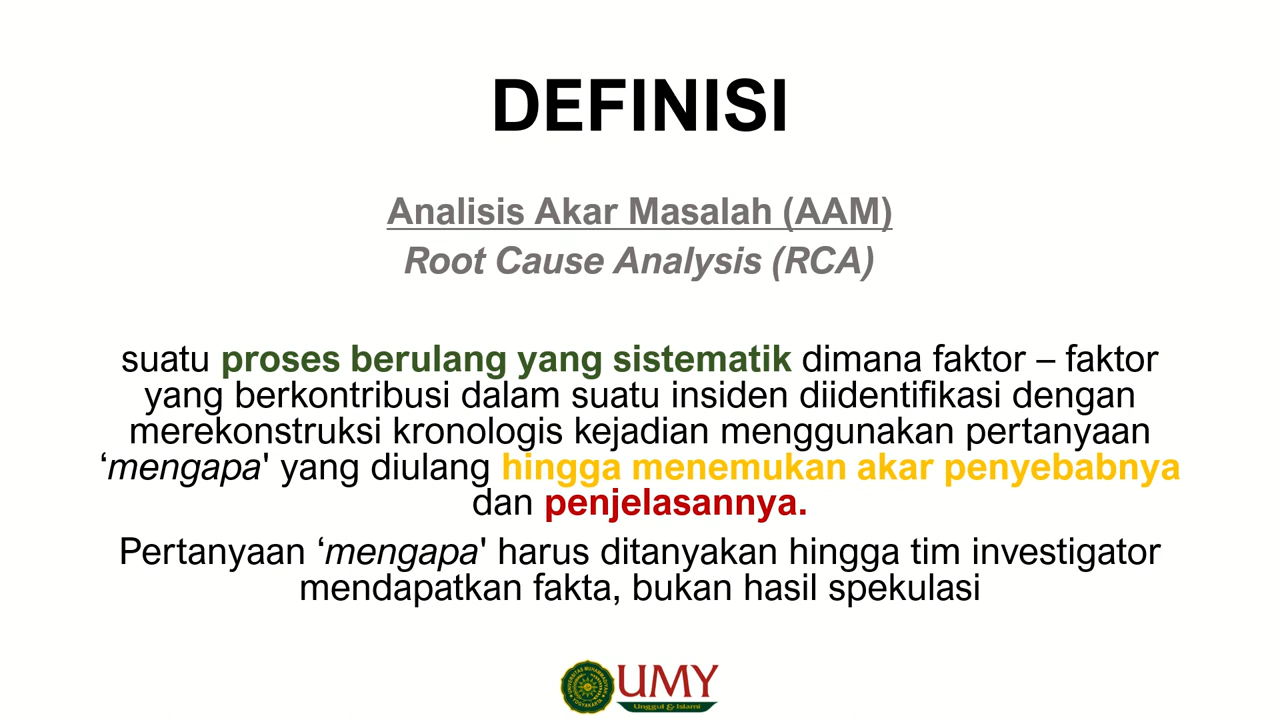 DEFINISI
Analisis Akar Masalah (AAM)
Root Cause Analysis (RCA)
suatu proses berulang yang sistematik dimana faktor – faktor
yang berkontribusi dalam suatu insiden diidentifikasi dengan
merekonstruksi kronologis kejadian menggunakan pertanyaan
‘mengapa' yang diulang hingga menemukan akar penyebabnya
dan penjelasannya.
Pertanyaan ‘mengapa' harus ditanyakan hingga tim investigator
mendapatkan fakta, bukan hasil spekulasi
UMY
Unggul & Islami